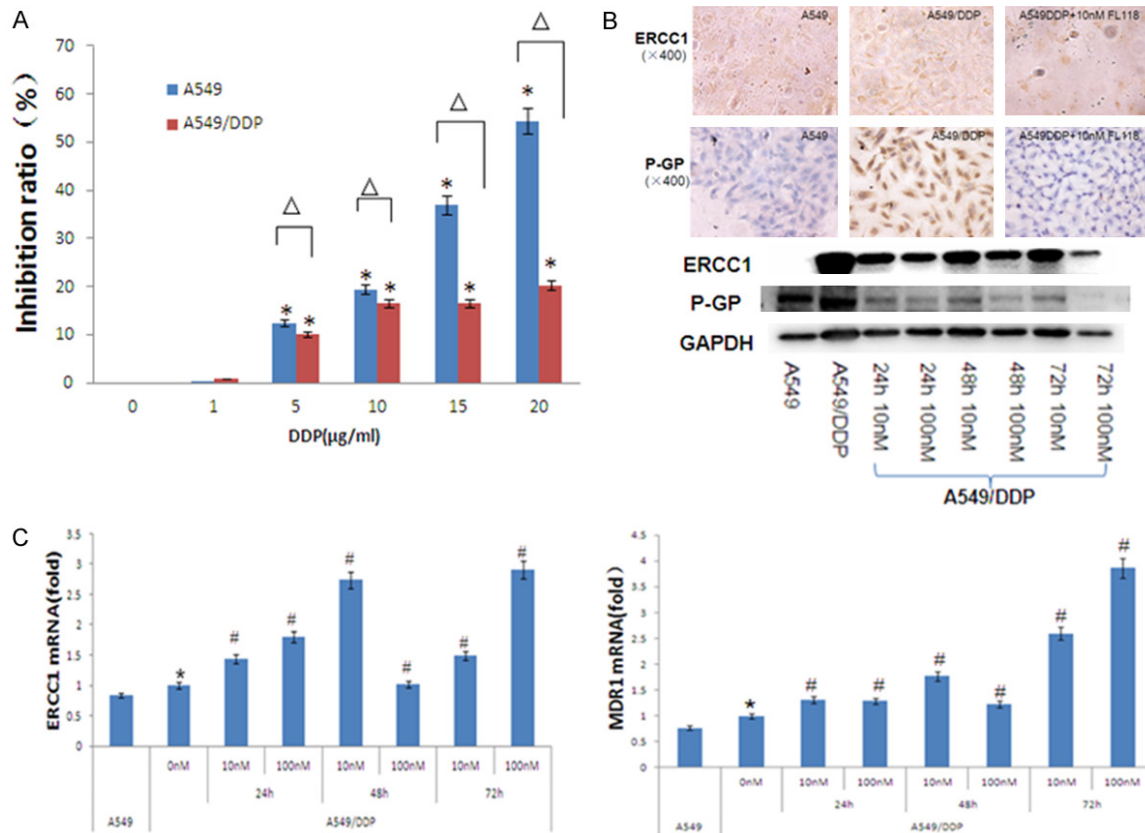 A
Inhibition ratio (%)
70
60
50
40
30
20
10
0
A549
A549/DDP
Δ
Δ
Δ
Δ
* * * * * * * *
0 1 5 10 15 20
DDP(µg/ml)
B
ERCC1
(×400)
A549
A549/DDP
A549DDP+10nM FL118
P-GP
(×400)
A549
A549/DDP
A549DDP+10nM FL118
ERCC1
P-GP
GAPDH
A549
A549/DDP
24h 10nM
24h 100nM
48h 10nM
48h 100nM
72h 10nM
72h 100nM
A549/DDP
C
ERCC1 mRNA(fold)
3.5
3
2.5
2
1.5
1
0.5
0
* # # # # # #
0nM 10nM 100nM 10nM 100nM 10nM 100nM
24h 48h 72h
A549 A549/DDP
MDR1 mRNA(fold)
4.5
4
3.5
3
2.5
2
1.5
1
0.5
0
* # # # # # #
0nM 10nM 100nM 10nM 100nM 10nM 100nM
24h 48h 72h
A549 A549/DDP